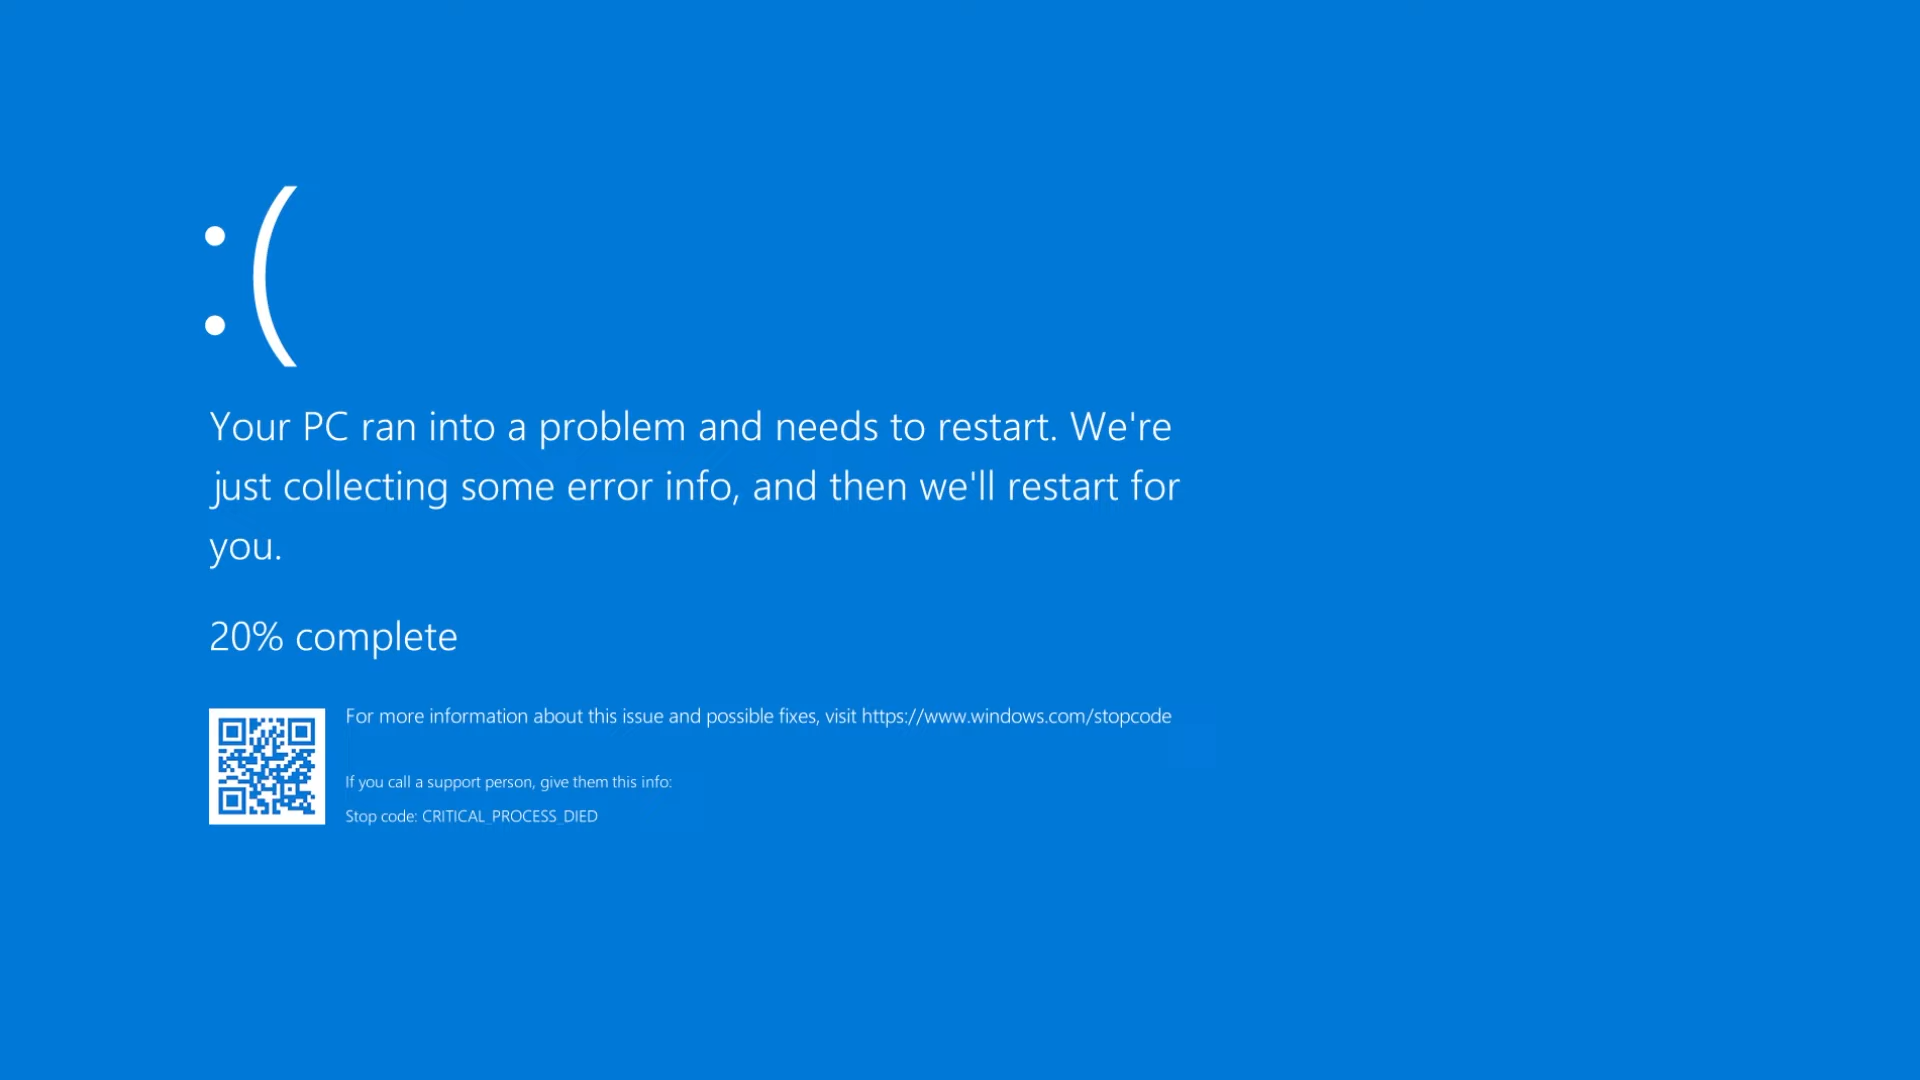 :(
Your PC ran into a problem and needs to restart. We're
just collecting some error info, and then we'll restart for
you.
20% complete
For more information about this issue and possible fixes, visit https://www.windows.com/stopcode
If you call a support person, give them this info:
Stop code: CRITICAL_PROCESS_DIED